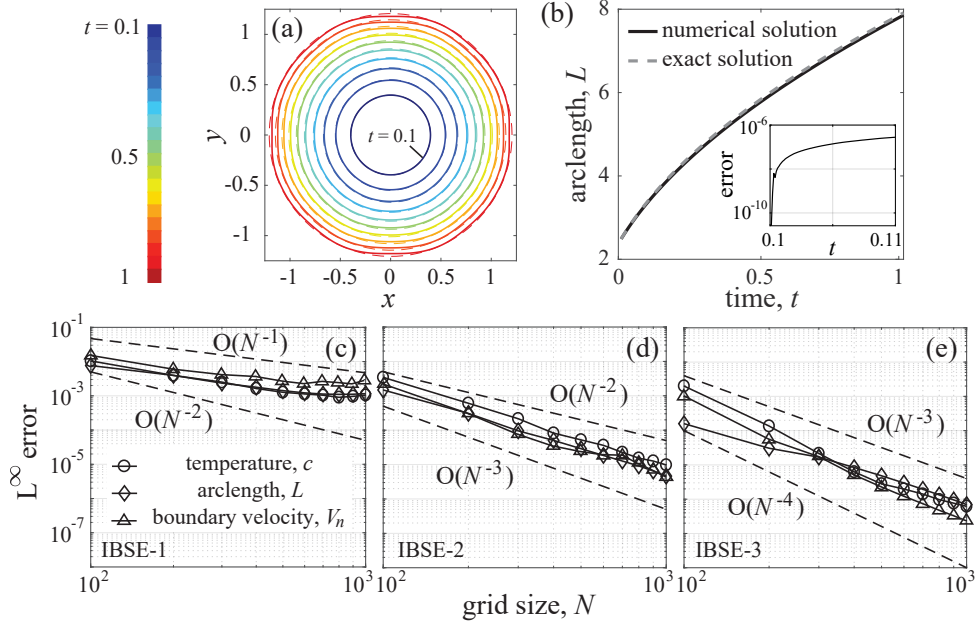 t = 0.1
0.5
1
(a)
1
0.5
0
-0.5
-1
y
t = 0.1
-1
-0.5
0
0.5
1
x
(b)
8
6
4
2
arclength, L
numerical solution
exact solution
10^-6
10^-10
error
0.1
t
0.11
0
0.5
1
time, t
10^-1
10^-3
10^-5
10^-7
L^∞ error
O(N^-1)
(c)
O(N^-2)
temperature, c
arclength, L
boundary velocity, V_n
IBSE-1
(d)
O(N^-2)
O(N^-3)
IBSE-2
(e)
O(N^-3)
O(N^-4)
IBSE-3
10^2
10^3
10^2
10^3
10^2
10^3
grid size, N